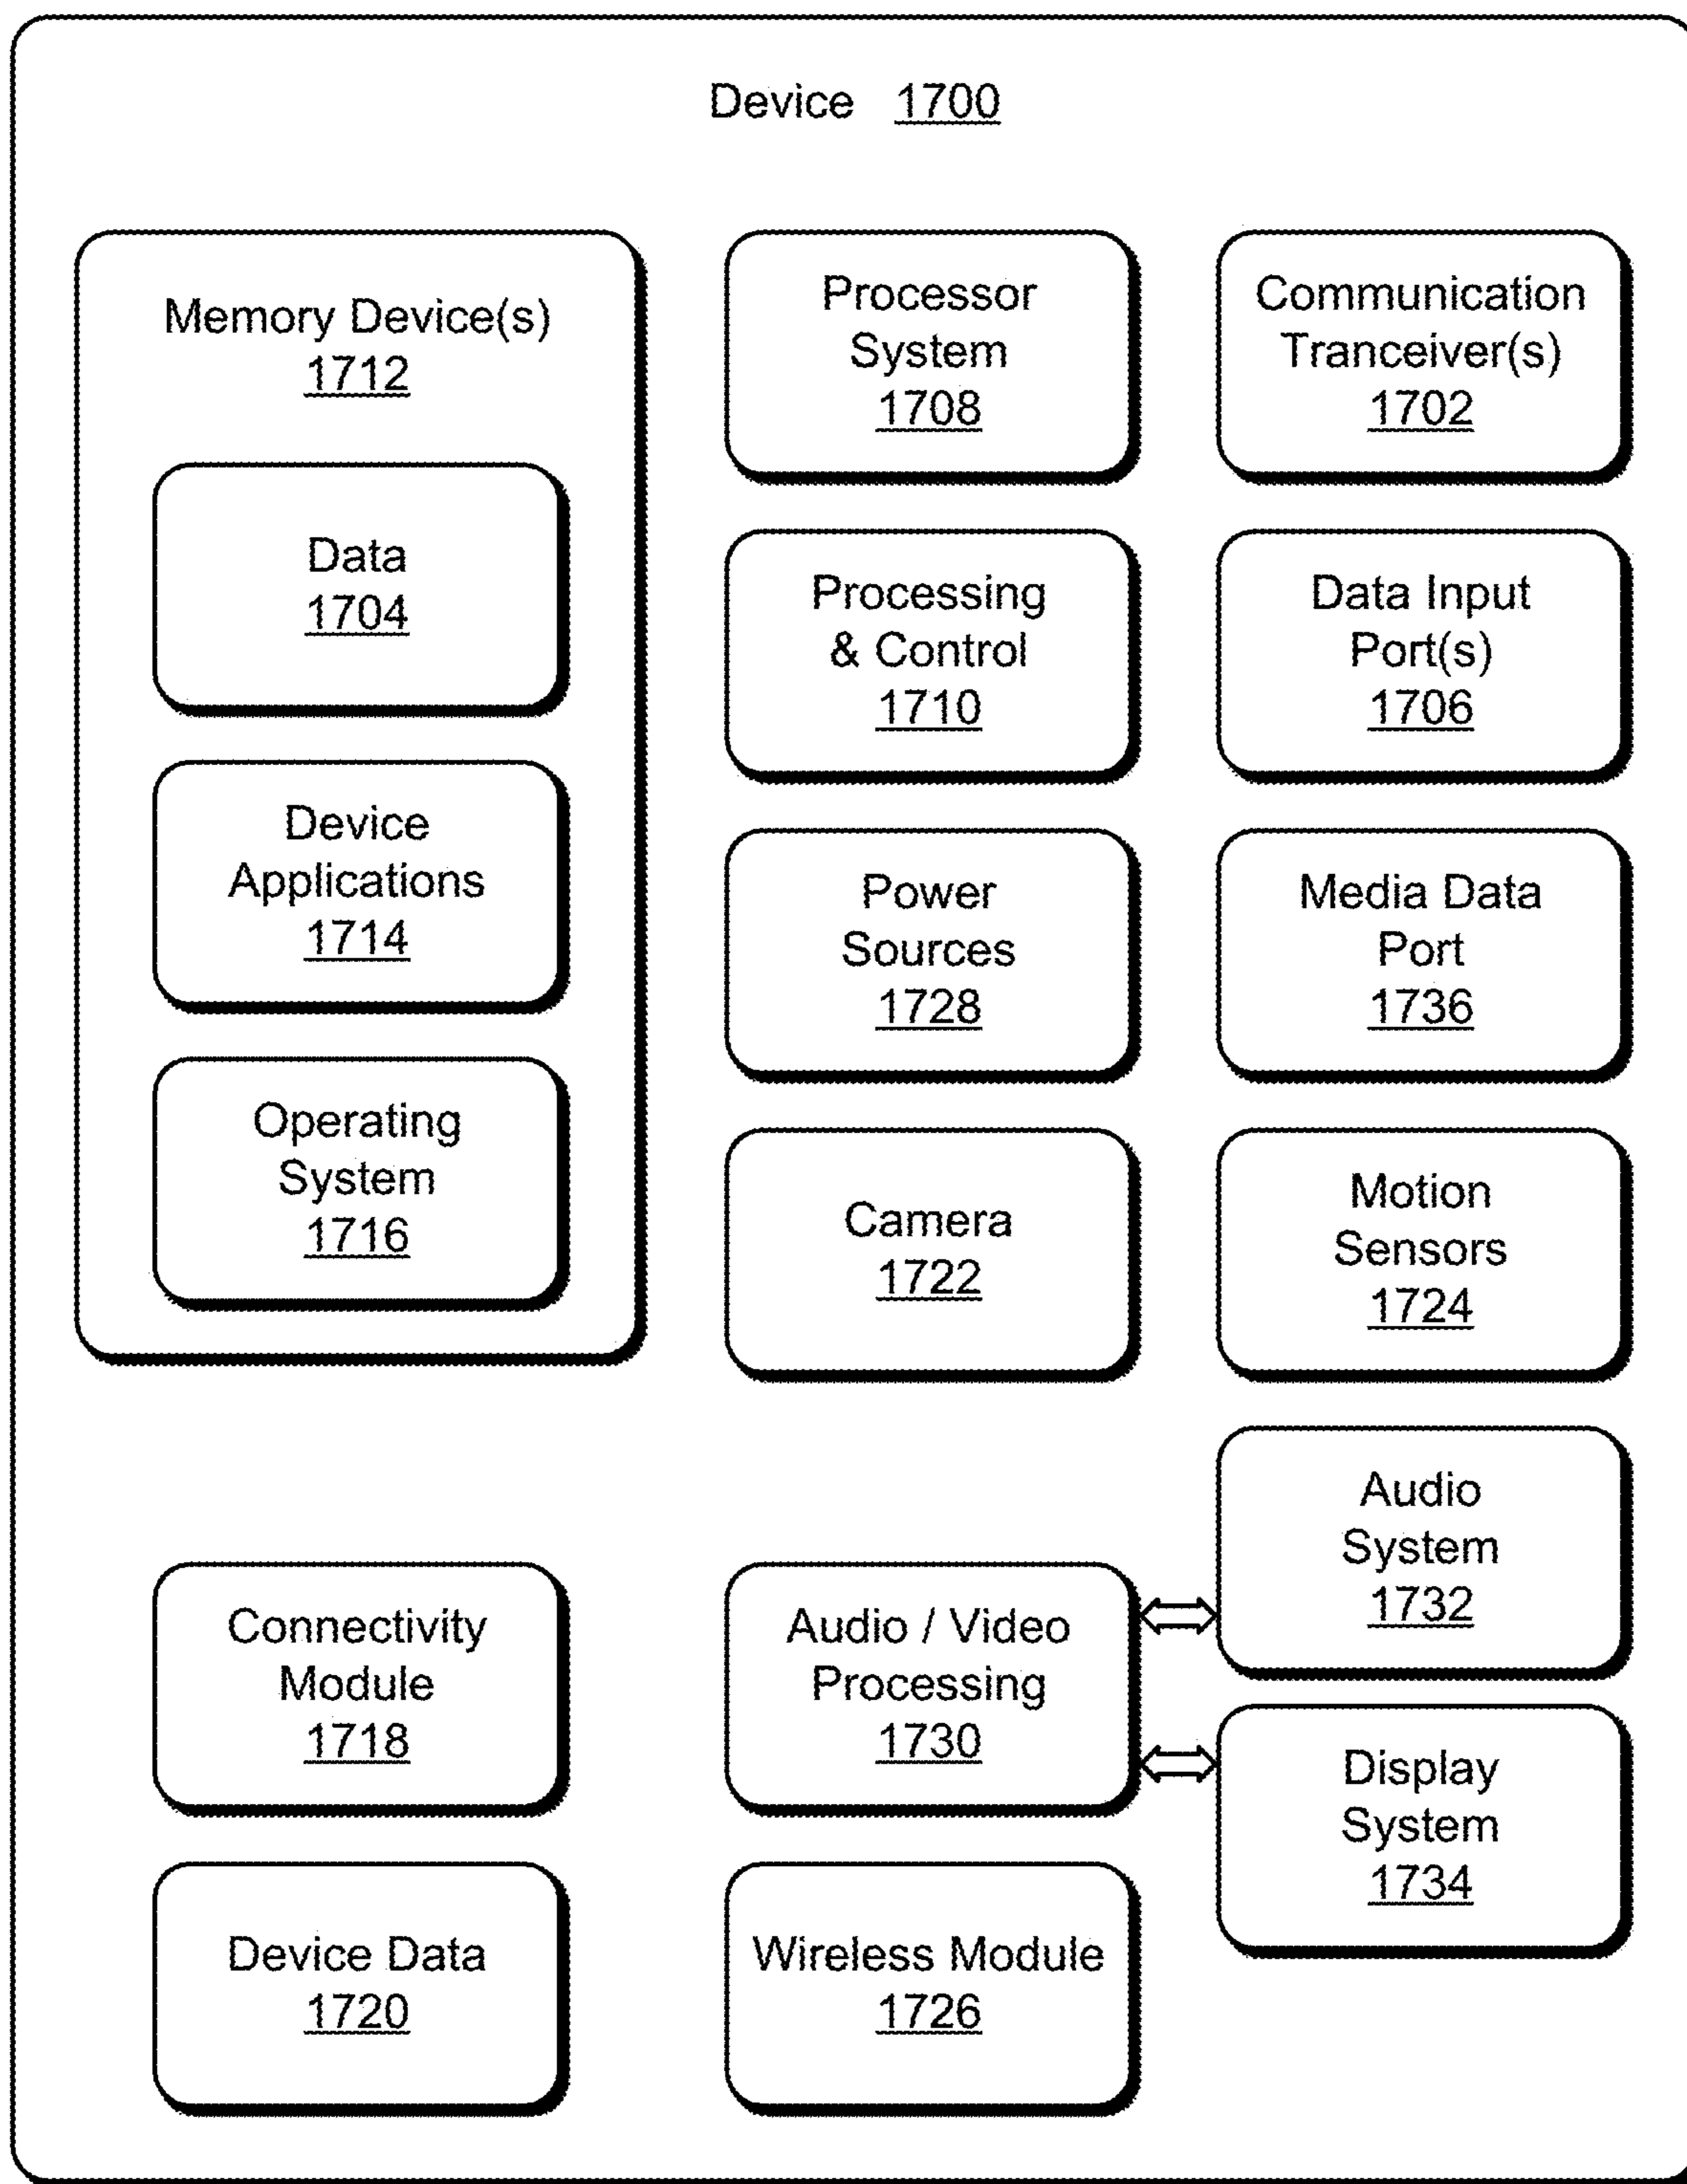 Device 1700
Memory Device(s)
1712
Data
1704
Device
Applications
1714
Operating
System
1716
Processor
System
1708
Communication
Tranceiver(s)
1702
Processing
& Control
1710
Data Input
Port(s)
1706
Power
Sources
1728
Media Data
Port
1736
Camera
1722
Motion
Sensors
1724
Connectivity
Module
1718
Audio / Video
Processing
1730
Audio
System
1732
Display
System
1734
Device Data
1720
Wireless Module
1726